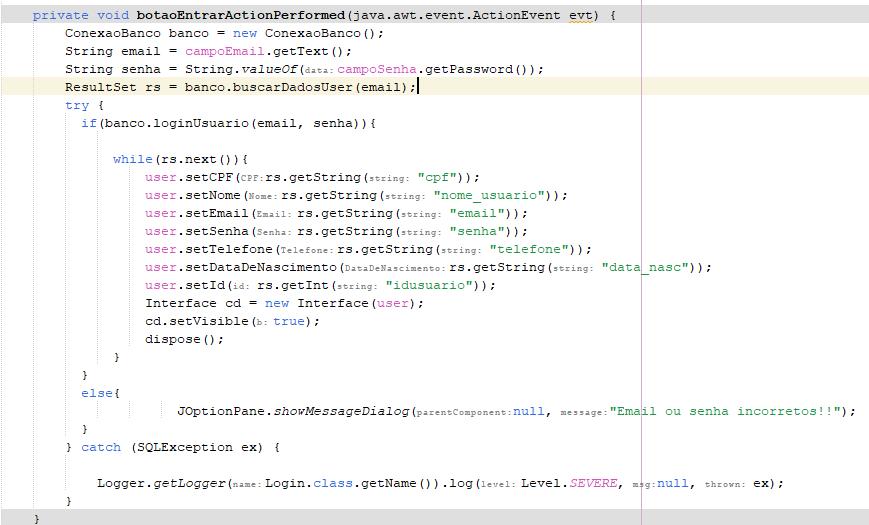 private void botaoEntrarActionPerformed(java.awt.event.ActionEvent evt) {
ConexaoBanco banco = new ConexaoBanco();
String email = campoEmail.getText();
String senha = String.valueOf(data: campoSenha.getPassword());
ResultSet rs = banco.buscarDadosUser(email);
try {
if(banco.loginUsuario(email, senha)){
while(rs.next()){
user.setCPF(CPF: rs.getString(string: "cpf"));
user.setNome(Nome: rs.getString(string: "nome_usuario"));
user.setEmail(Email: rs.getString(string: "email"));
user.setSenha(Senha: rs.getString(string: "senha"));
user.setTelefone(Telefone: rs.getString(string: "telefone"));
user.setDataDeNascimento(DataDeNascimento: rs.getString(string: "data_nasc"));
user.setId(id: rs.getInt(string: "idusuario"));
Interface cd = new Interface(user);
cd.setVisible(b: true);
dispose();
}
}
else{
JOptionPane.showMessageDialog(parentComponent: null, message: "Email ou senha incorretos!!");
}
} catch (SQLException ex) {
Logger.getLogger(name: Login.class.getName()).log(level: Level.SEVERE, msg: null, thrown: ex);
}
}